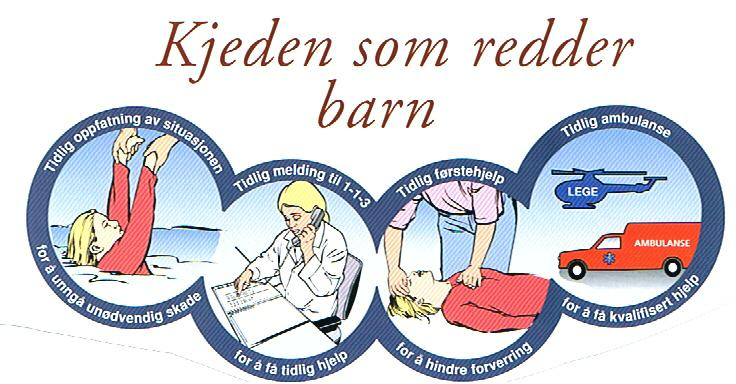 Kjeden som redder
barn
Tidlig oppfatning av situasjonen
for å unngå unødvendig skade
Tidlig melding til 1-1-3
for å få tidlig hjelp
Tidlig førstehjelp
for å hindre forverring
Tidlig ambulanse
LEGE
AMBULANSE
for å få kvalifisert hjelp